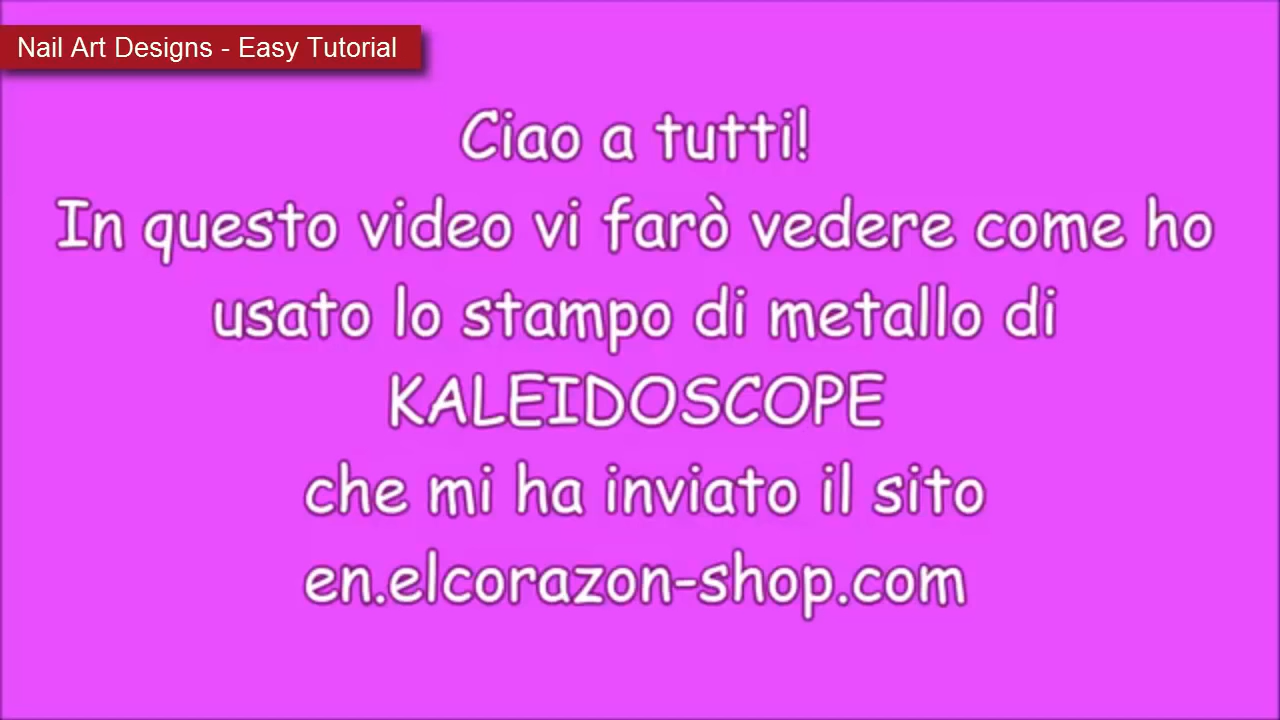 Nail Art Designs - Easy Tutorial
Ciao a tutti!
In questo video vi farò vedere come ho
usato lo stampo di metallo di
KALEIDOSCOPE
che mi ha inviato il sito
en.elcorazon-shop.com